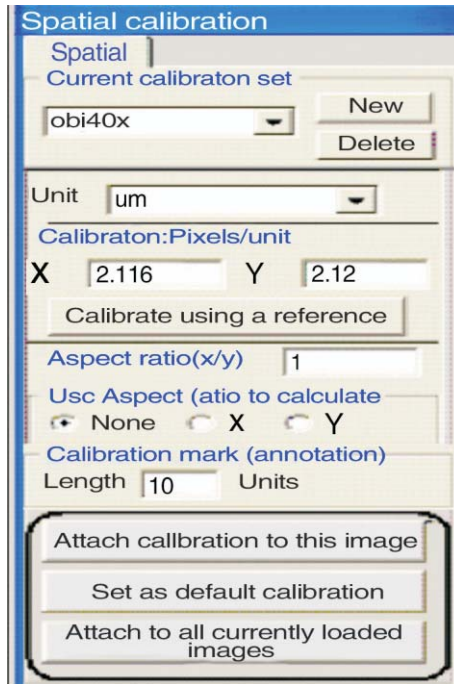 Spatial calibration
Spatial
Current calibraton set
obi40x
New
Delete
Unit um
Calibraton:Pixels/unit
X 2.116 Y 2.12
Calibrate using a reference
Aspect ratio(x/y) 1
Usc Aspect (atio to calculate
None X Y
Calibration mark (annotation)
Length 10 Units
Attach callbration to this image
Set as default calibration
Attach to all currently loaded
images